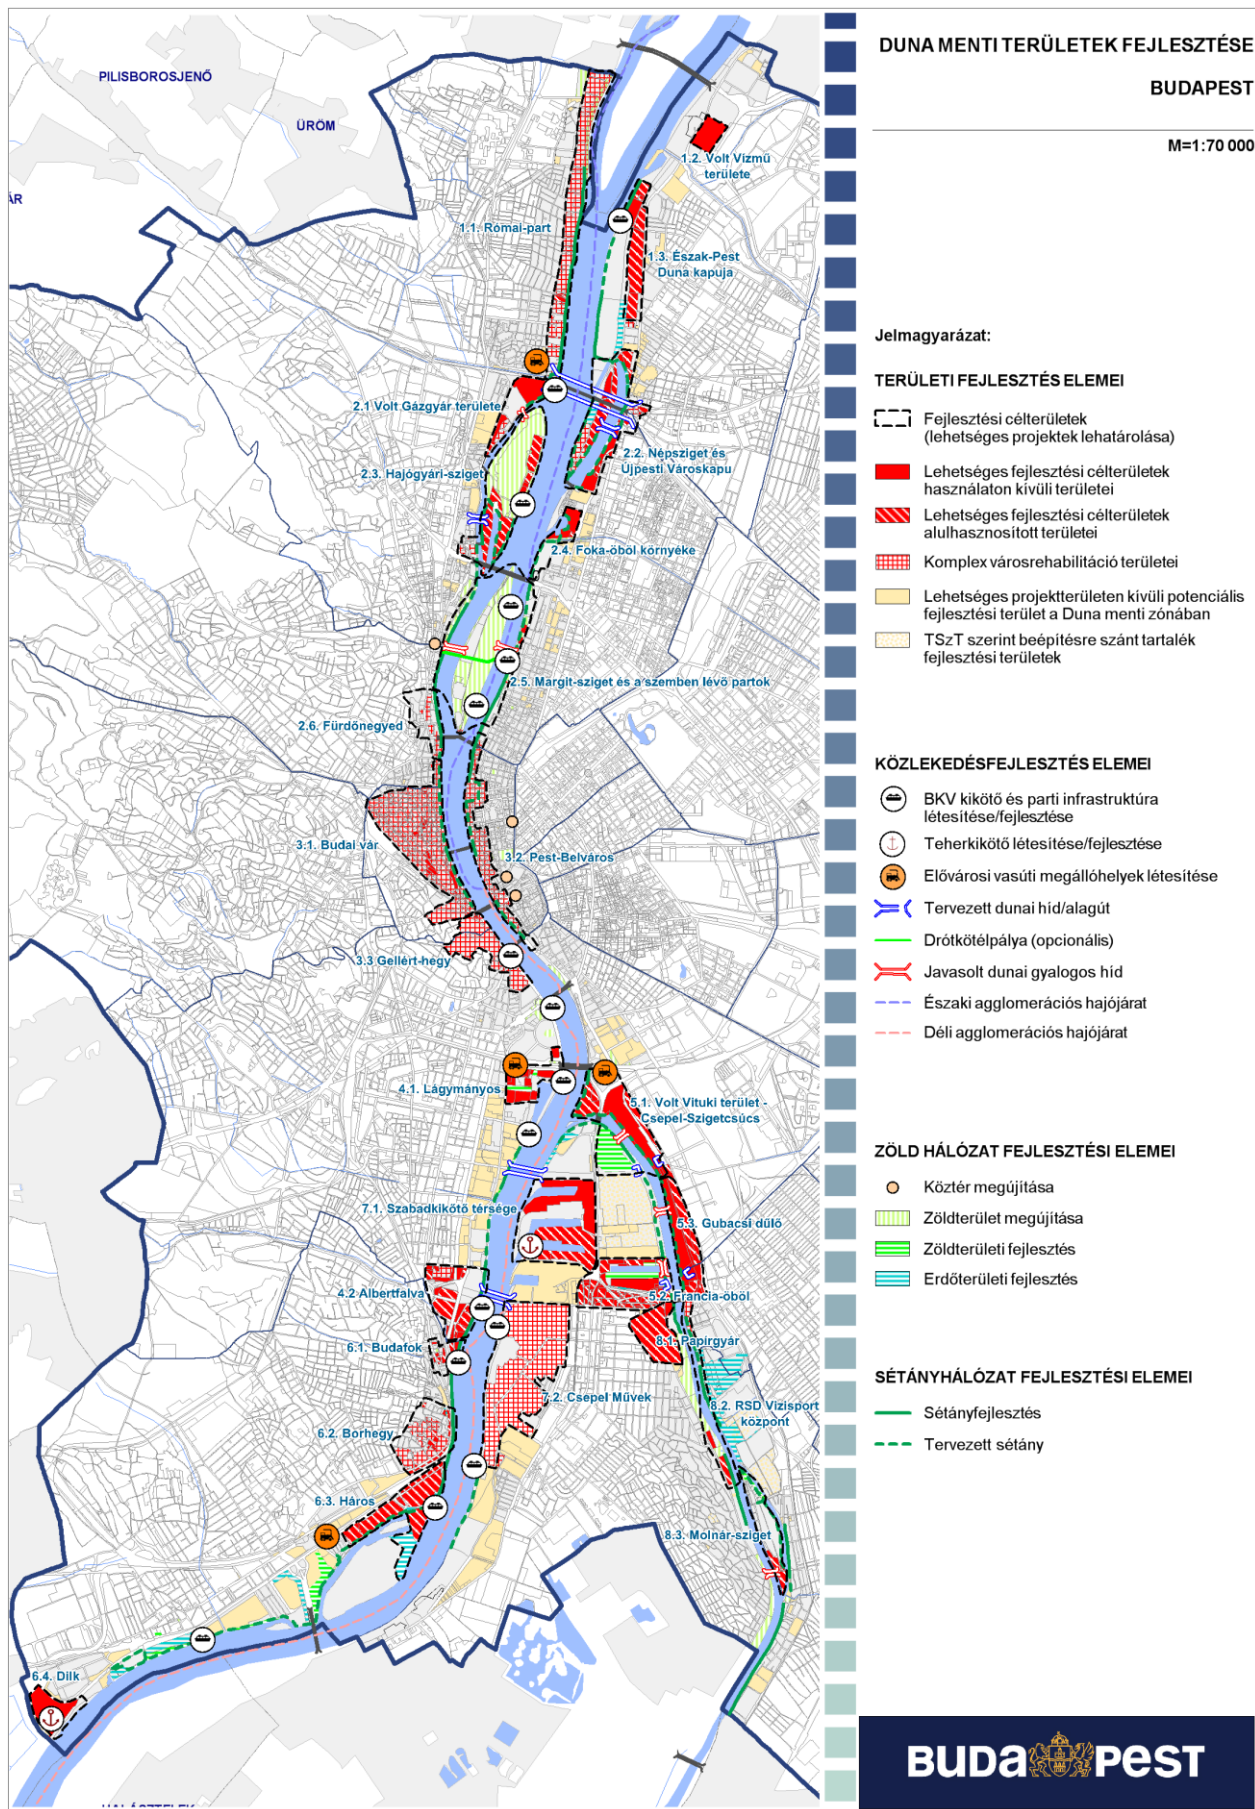 DUNA MENTI TERÜLETEK FEJLESZTÉSE
BUDAPEST
M=1:70 000
PILISBOROSJENŐ
ÜRÖM
ÁR
1.2. Volt Vízmű
területe
1.1. Római-part
1.3. Észak-Pest
Duna kapuja
2.1 Volt Gázgyár területe
2.3. Hajógyári-sziget
2.2. Népsziget és
Újpesti Városkapu
2.4. Foka-öböl környéke
2.5. Margit-sziget és a szemben lévő partok
2.6. Fürdőnegyed
3.1. Budai vár
3.2. Pest-Belváros
3.3 Gellért-hegy
4.1. Lágymányos
5.1. Volt Vituki terület -
Csepel-Szigetcsúcs
7.1. Szabadkikötő térsége
5.3. Gubacsi dűlő
4.2 Albertfalva
5.2. Francia-öböl
6.1. Budafok
8.1. Papírgyár
7.2. Csepel Művek
8.2. RSD Vízisport
központ
6.2. Borhegy
6.3. Háros
8.3. Molnár-sziget
6.4. Dílk
HALÁSZTELEK
Jelmagyarázat:
TERÜLETI FEJLESZTÉS ELEMEI
Fejlesztési célterületek
(lehetséges projektek lehatárolása)
Lehetséges fejlesztési célterületek
használaton kívüli területei
Lehetséges fejlesztési célterületek
alulhasznosított területei
Komplex városrehabilitáció területei
Lehetséges projektterületen kívüli potenciális
fejlesztési terület a Duna menti zónában
TSzT szerint beépítésre szánt tartalék
fejlesztési területek
KÖZLEKEDÉSFEJLESZTÉS ELEMEI
BKV kikötő és parti infrastruktúra
létesítése/fejlesztése
Teherkikötő létesítése/fejlesztése
Elővárosi vasúti megállóhelyek létesítése
Tervezett dunai híd/alagút
Drótkötélpálya (opcionális)
Javasolt dunai gyalogos híd
Északi agglomerációs hajójárat
Déli agglomerációs hajójárat
ZÖLD HÁLÓZAT FEJLESZTÉSI ELEMEI
Köztér megújítása
Zöldterület megújítása
Zöldterületi fejlesztés
Erdőterületi fejlesztés
SÉTÁNYHÁLÓZAT FEJLESZTÉSI ELEMEI
Sétányfejlesztés
Tervezett sétány
BUDAPEST